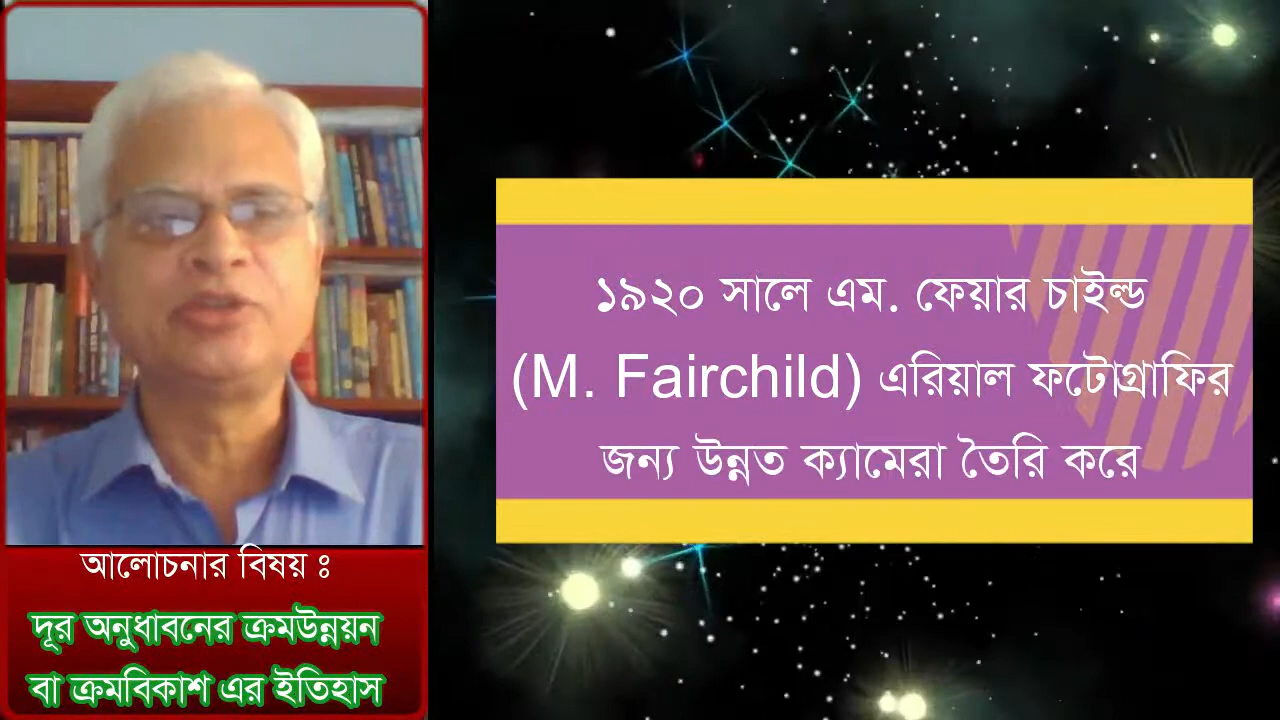 ১৯২০ সালে এম. ফেয়ার চাইল্ড
(M. Fairchild) এরিয়াল ফটোগ্রাফির
জন্য উন্নত ক্যামেরা তৈরি করে
আলোচনার বিষয় ঃ
দূর অনুধাবনের ক্রমউন্নয়ন
বা ক্রমবিকাশ এর ইতিহাস